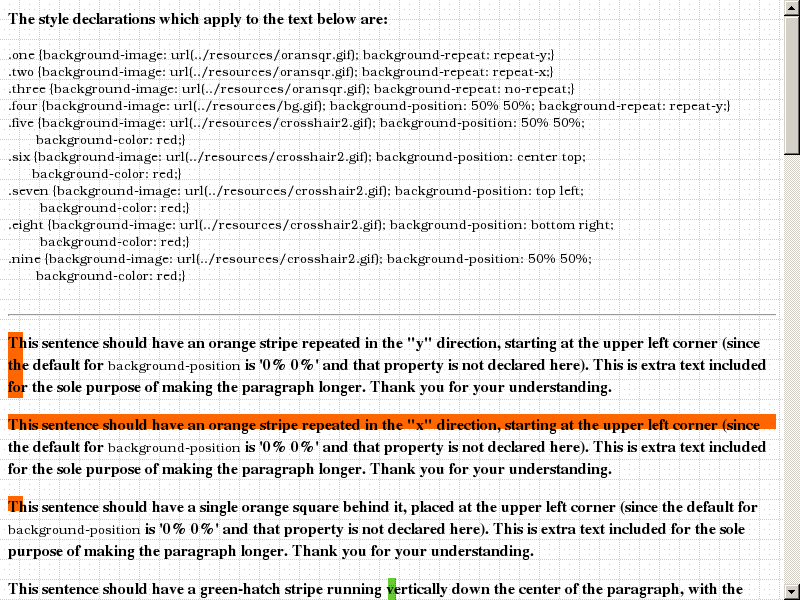 The style declarations which apply to the text below are:
.one {background-image: url(../resources/oransqr.gif); background-repeat: repeat-y;}
.two {background-image: url(../resources/oransqr.gif); background-repeat: repeat-x;}
.three {background-image: url(../resources/oransqr.gif); background-repeat: no-repeat;}
.four {background-image: url(../resources/bg.gif); background-position: 50% 50%; background-repeat: repeat-y;}
.five {background-image: url(../resources/crosshair2.gif); background-position: 50% 50%;
background-color: red;}
.six {background-image: url(../resources/crosshair2.gif); background-position: center top;
background-color: red;}
.seven {background-image: url(../resources/crosshair2.gif); background-position: top left;
background-color: red;}
.eight {background-image: url(../resources/crosshair2.gif); background-position: bottom right;
background-color: red;}
.nine {background-image: url(../resources/crosshair2.gif); background-position: 50% 50%;
background-color: red;}
This sentence should have an orange stripe repeated in the "y" direction, starting at the upper left corner (since
the default for background-position is '0% 0%' and that property is not declared here). This is extra text included
for the sole purpose of making the paragraph longer. Thank you for your understanding.
This sentence should have an orange stripe repeated in the "x" direction, starting at the upper left corner (since
the default for background-position is '0% 0%' and that property is not declared here). This is extra text included
for the sole purpose of making the paragraph longer. Thank you for your understanding.
This sentence should have a single orange square behind it, placed at the upper left corner (since the default for
background-position is '0% 0%' and that property is not declared here). This is extra text included for the sole
purpose of making the paragraph longer. Thank you for your understanding.
This sentence should have a green-hatch stripe running vertically down the center of the paragraph, with the